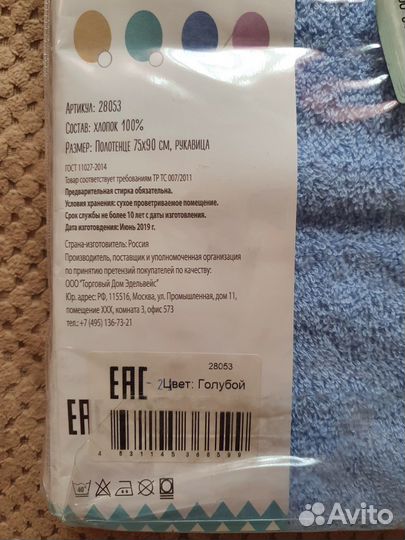 Артикул: 28053
Состав: хлопок 100%
Размер: Полотенце 75х90 см, рукавица
ГОСТ 11027-2014
Товар соответствует требованиям ТР ТС 007/2011
Предварительная стирка обязательна.
Условия хранения: сухое проветриваемое помещение.
Срок службы не более 10 лет с даты изготовления.
Дата изготовления: Июнь 2019 г.
Страна-изготовитель: Россия
Производитель, поставщик и уполномоченная организация
по принятию претензий покупателей по качеству:
ООО "Торговый Дом Эдельвейс"
Юр. адрес: РФ, 115516, Москва, ул. Промышленная, дом 11,
помещение XXX, комната 3, офис 573
тел.: +7 (495) 136-73-21
28053
EAC Цвет: Голубой
EA
4631145368599
40
Avito